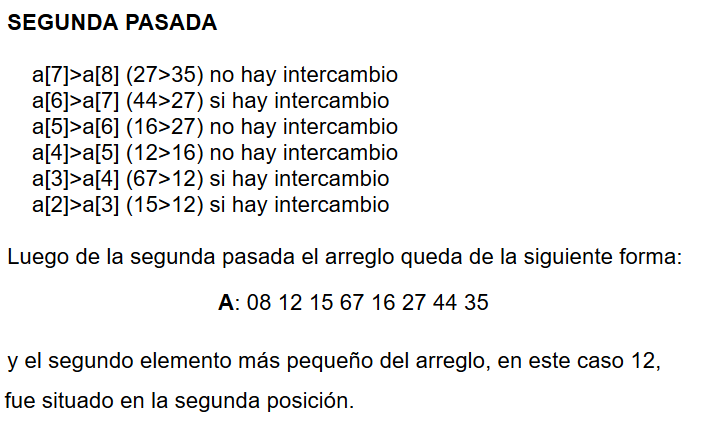 SEGUNDA PASADA
a[7]>a[8] (27>35) no hay intercambio
a[6]>a[7] (44>27) si hay intercambio
a[5]>a[6] (16>27) no hay intercambio
a[4]>a[5] (12>16) no hay intercambio
a[3]>a[4] (67>12) si hay intercambio
a[2]>a[3] (15>12) si hay intercambio
Luego de la segunda pasada el arreglo queda de la siguiente forma:
A: 08 12 15 67 16 27 44 35
y el segundo elemento más pequeño del arreglo, en este caso 12,
fue situado en la segunda posición.